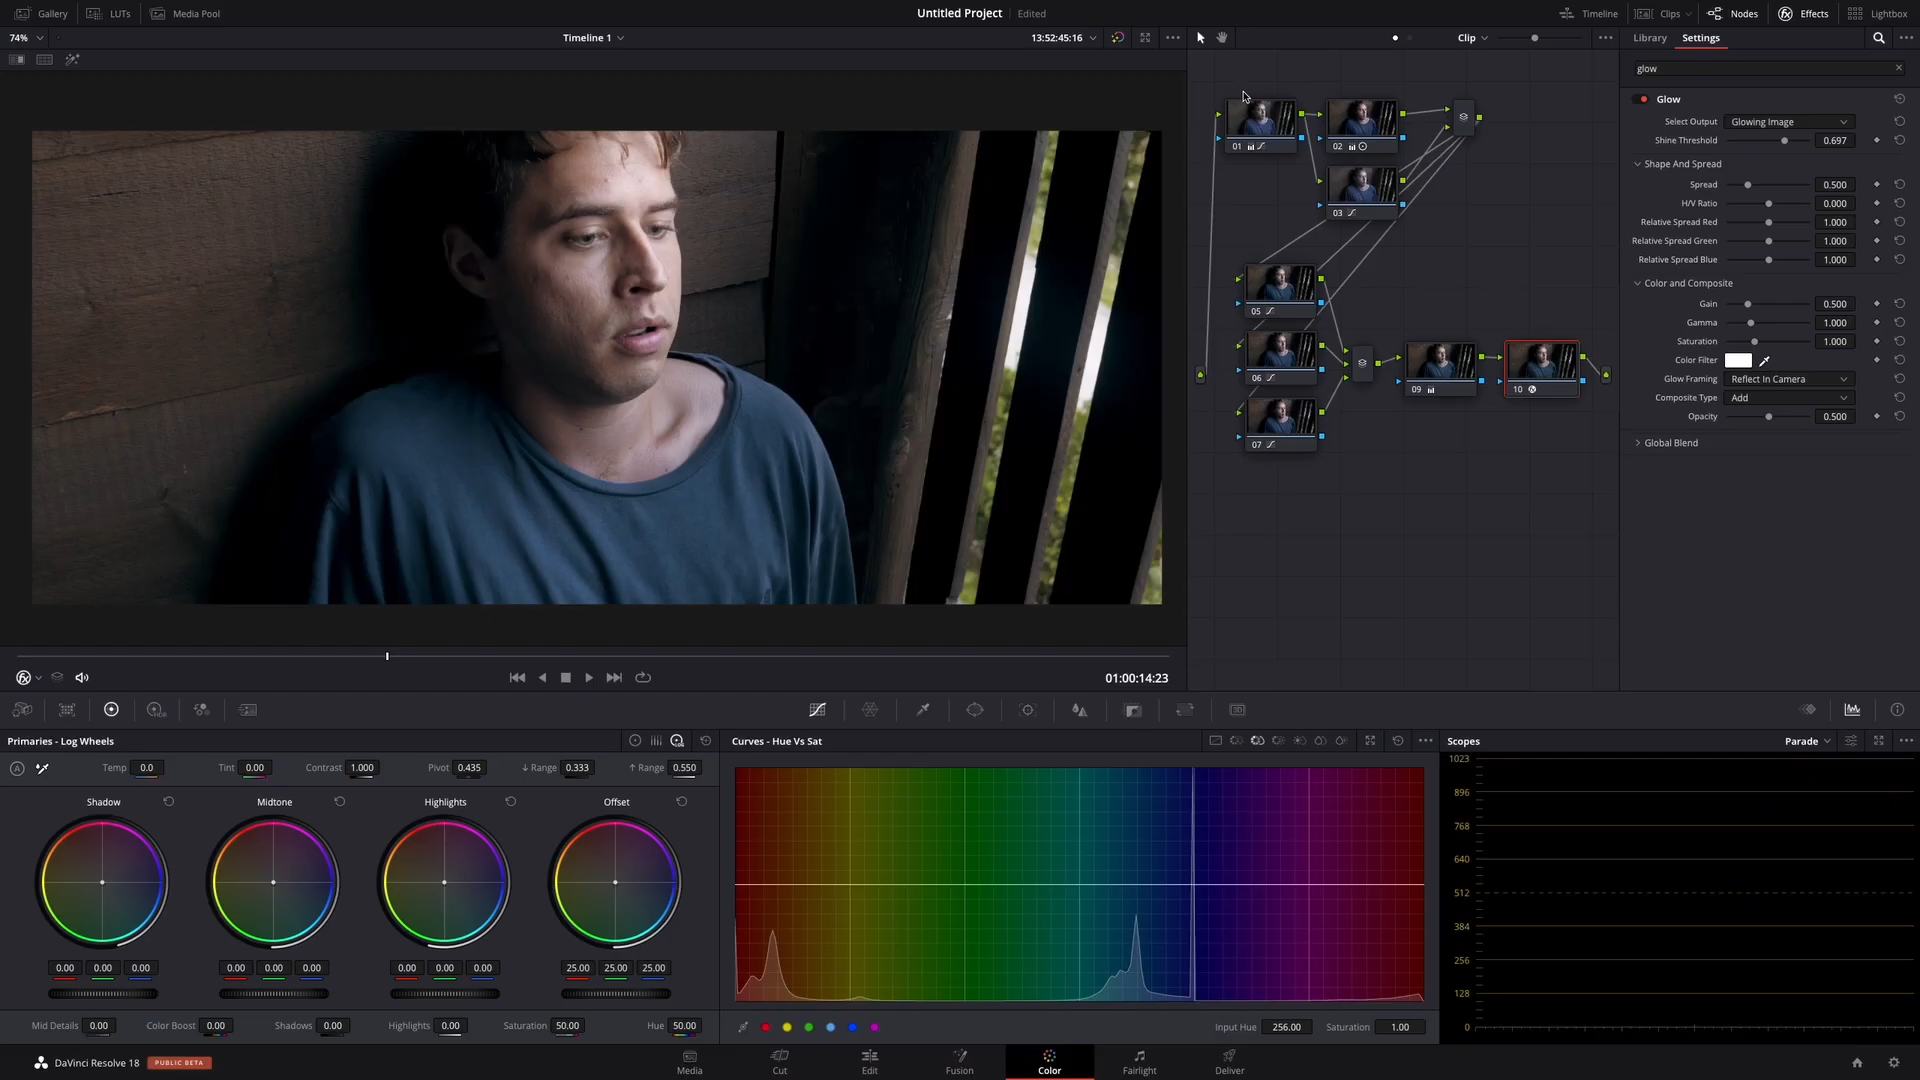 Gallery LUTs Media Pool Untitled Project Edited Timeline Clips Nodes Effects Lightbox
74% Timeline 1 13:52:45:16 Clip Library Settings
glow
Glow
Select Output Glowing Image
Shine Threshold 0.697
Shape And Spread
Spread 0.500
H/V Ratio 0.000
Relative Spread Red 1.000
Relative Spread Green 1.000
Relative Spread Blue 1.000
Color and Composite
Gain 0.500
Gamma 1.000
Saturation 1.000
Color Filter
Glow Framing Reflect In Camera
Composite Type Add
Opacity 0.500
Global Blend
01 02
03
05
06
09 10
07
01:00:14:23
Primaries - Log Wheels
Temp 0.0 Tint 0.00 Contrast 1.000 Pivot 0.435 ↓ Range 0.333 ↑ Range 0.550
Shadow Midtone Highlights Offset
0.00 0.00 0.00 0.00 0.00 0.00 0.00 0.00 0.00 25.00 25.00 25.00
Mid Details 0.00 Color Boost 0.00 Shadows 0.00 Highlights 0.00 Saturation 50.00 Hue 50.00
Curves - Hue Vs Sat
Input Hue 256.00 Saturation 1.00
Scopes Parade
1023
896
768
640
512
384
256
128
0
DaVinci Resolve 18 PUBLIC BETA Media Cut Edit Fusion Color Fairlight Deliver